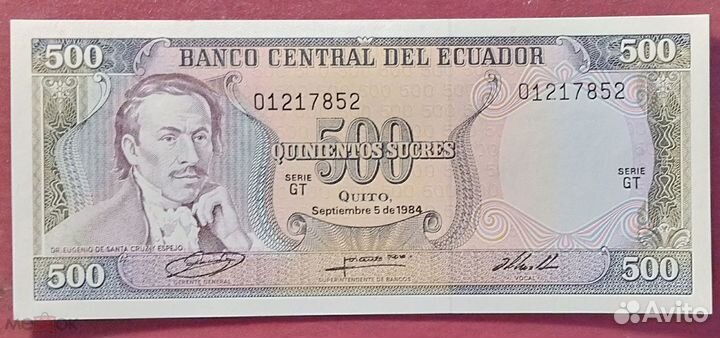 500
BANCO CENTRAL DEL ECUADOR
500
01217852
01217852
500
QUINIENTOS SUCRES
SERIE
GT
SERIE
GT
QUITO,
Septiembre 5 de 1984
DR. EUGENIO DE SANTA CRUZ Y ESPEJO
500
GERENTE GENERAL
SUPERINTENDENTE DE BANCOS
VOCAL
500
Avito